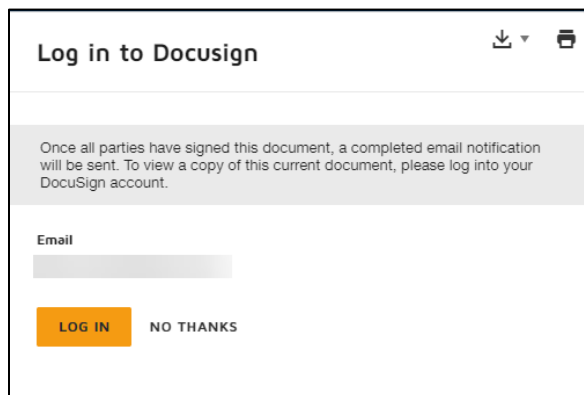 Log in to Docusign
Once all parties have signed this document, a completed email notification
will be sent. To view a copy of this current document, please log into your
DocuSign account.
Email
LOG IN NO THANKS